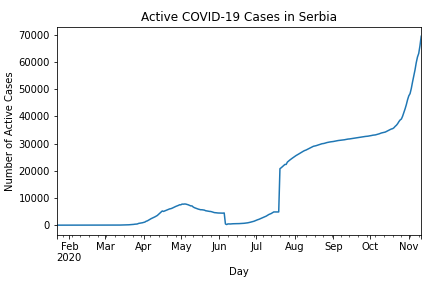 Active COVID-19 Cases in Serbia
Number of Active Cases
70000
60000
50000
40000
30000
20000
10000
0
Feb Mar Apr May Jun Jul Aug Sep Oct Nov
2020
Day